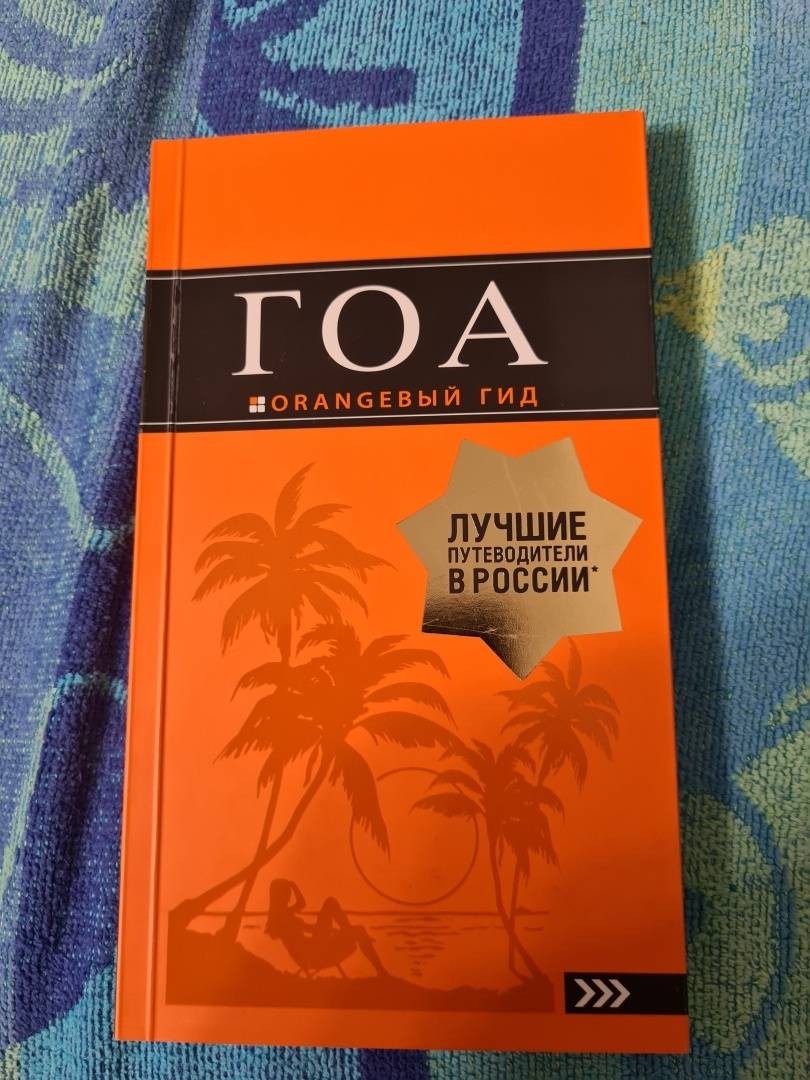 ГОА
ORANGEВЫЙ ГИД
ЛУЧШИЕ
ПУТЕВОДИТЕЛИ
В РОССИИ*